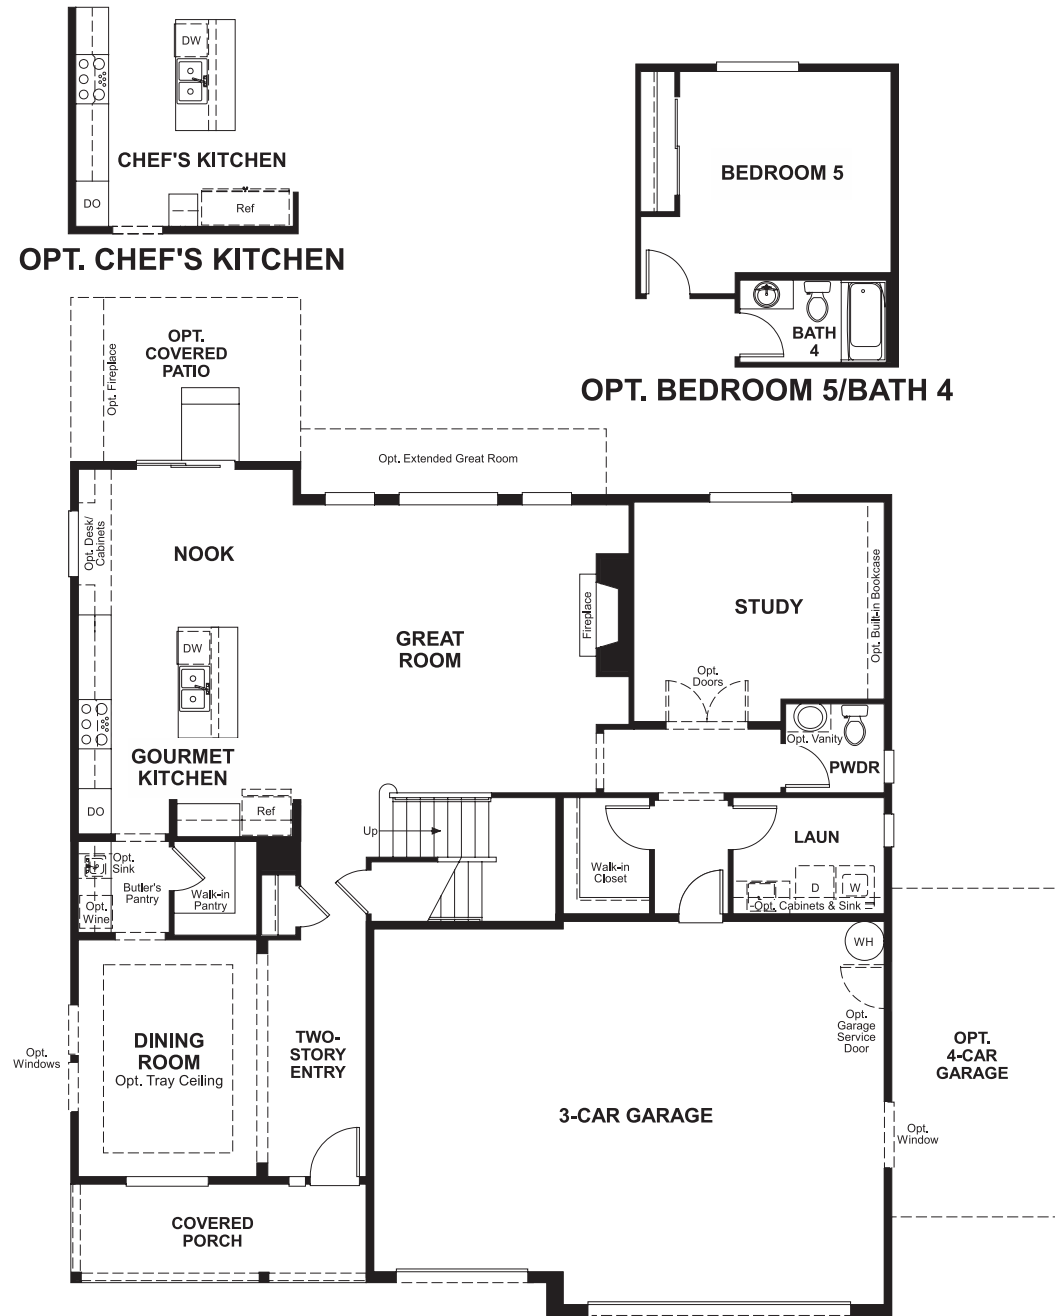 DW
CHEF'S KITCHEN
DO
Ref
OPT. CHEF'S KITCHEN
BEDROOM 5
BATH
4
OPT. BEDROOM 5/BATH 4
OPT.
COVERED
PATIO
Opt. Fireplace
Opt. Extended Great Room
Opt. Desk/
Cabinets
NOOK
GREAT
ROOM
Fireplace
STUDY
Opt. Built-in Bookcase
Opt.
Doors
DW
GOURMET
KITCHEN
DO
Ref
Opt. Vanity
PWDR
Up
LAUN
Walk-in
Closet
D
W
Opt. Cabinets & Sink
Opt.
Sink
Butler's
Pantry
Opt.
Wine
Walk-in
Pantry
WH
Opt.
Garage
Service
Door
Opt.
Windows
DINING
ROOM
Opt. Tray Ceiling
TWO-
STORY
ENTRY
3-CAR GARAGE
OPT.
4-CAR
GARAGE
Opt.
Window
COVERED
PORCH